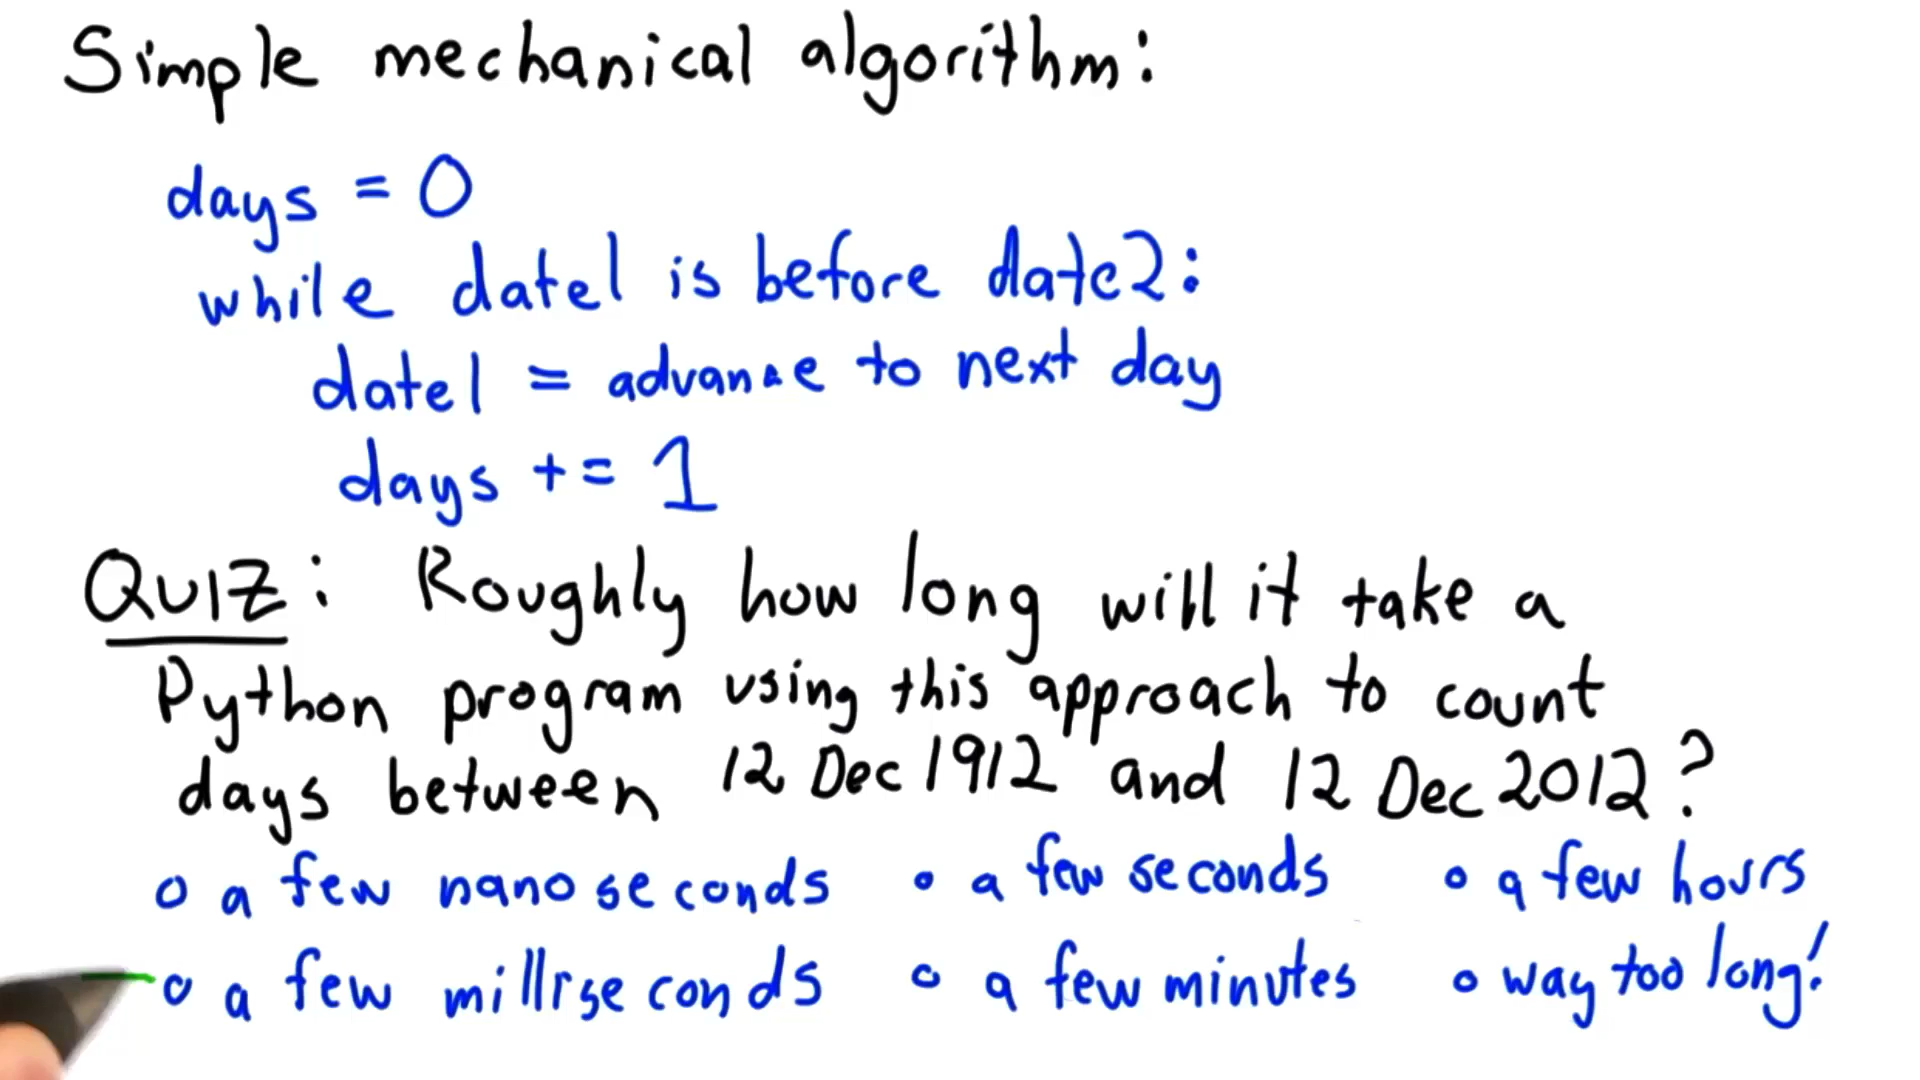 Simple mechanical algorithm:
days = 0
while date1 is before date2:
date1 = advance to next day
days += 1
QUIZ: Roughly how long will it take a
Python program using this approach to count
days between 12 Dec 1912 and 12 Dec 2012?
o a few nanoseconds o a few seconds o a few hours
o a few milliseconds o a few minutes o way too long!